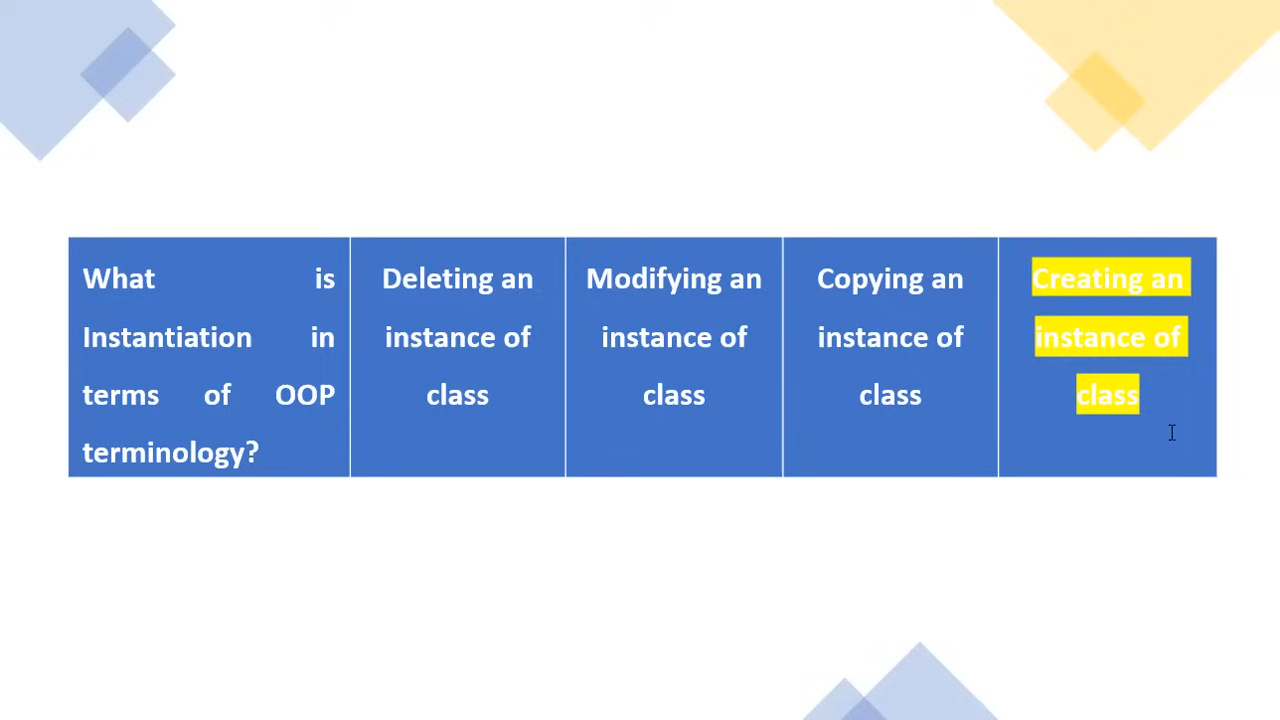 What is
Instantiation in
terms of OOP
terminology?
Deleting an
instance of
class
Modifying an
instance of
class
Copying an
instance of
class
Creating an
instance of
class